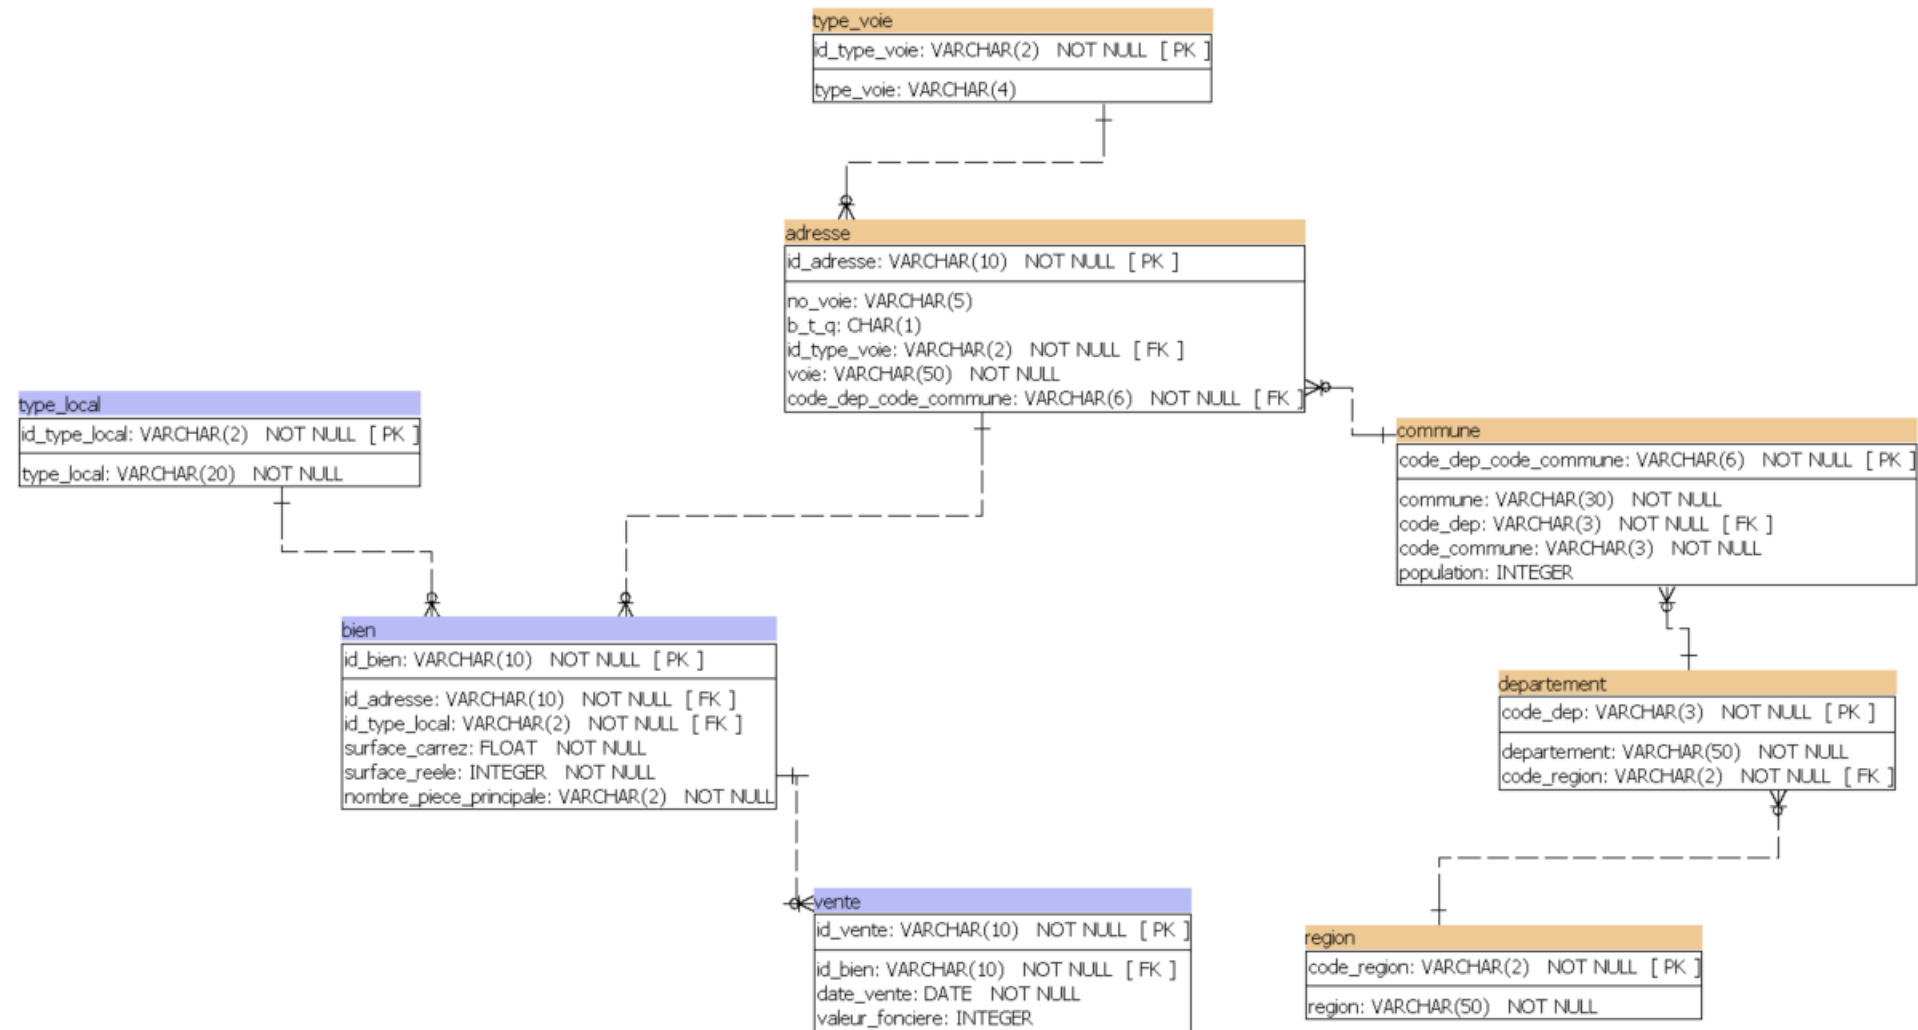 type_voie
id_type_voie: VARCHAR(2) NOT NULL [ PK ]
type_voie: VARCHAR(4)
adresse
id_adresse: VARCHAR(10) NOT NULL [ PK ]
no_voie: VARCHAR(5)
b_t_q: CHAR(1)
id_type_voie: VARCHAR(2) NOT NULL [ FK ]
voie: VARCHAR(50) NOT NULL
code_dep_code_commune: VARCHAR(6) NOT NULL [ FK ]
type_local
id_type_local: VARCHAR(2) NOT NULL [ PK ]
type_local: VARCHAR(20) NOT NULL
commune
code_dep_code_commune: VARCHAR(6) NOT NULL [ PK ]
commune: VARCHAR(30) NOT NULL
code_dep: VARCHAR(3) NOT NULL [ FK ]
code_commune: VARCHAR(3) NOT NULL
population: INTEGER
bien
id_bien: VARCHAR(10) NOT NULL [ PK ]
id_adresse: VARCHAR(10) NOT NULL [ FK ]
id_type_local: VARCHAR(2) NOT NULL [ FK ]
surface_carrez: FLOAT NOT NULL
surface_reele: INTEGER NOT NULL
nombre_piece_principale: VARCHAR(2) NOT NULL
departement
code_dep: VARCHAR(3) NOT NULL [ PK ]
departement: VARCHAR(50) NOT NULL
code_region: VARCHAR(2) NOT NULL [ FK ]
vente
id_vente: VARCHAR(10) NOT NULL [ PK ]
id_bien: VARCHAR(10) NOT NULL [ FK ]
date_vente: DATE NOT NULL
valeur_fonciere: INTEGER
region
code_region: VARCHAR(2) NOT NULL [ PK ]
region: VARCHAR(50) NOT NULL